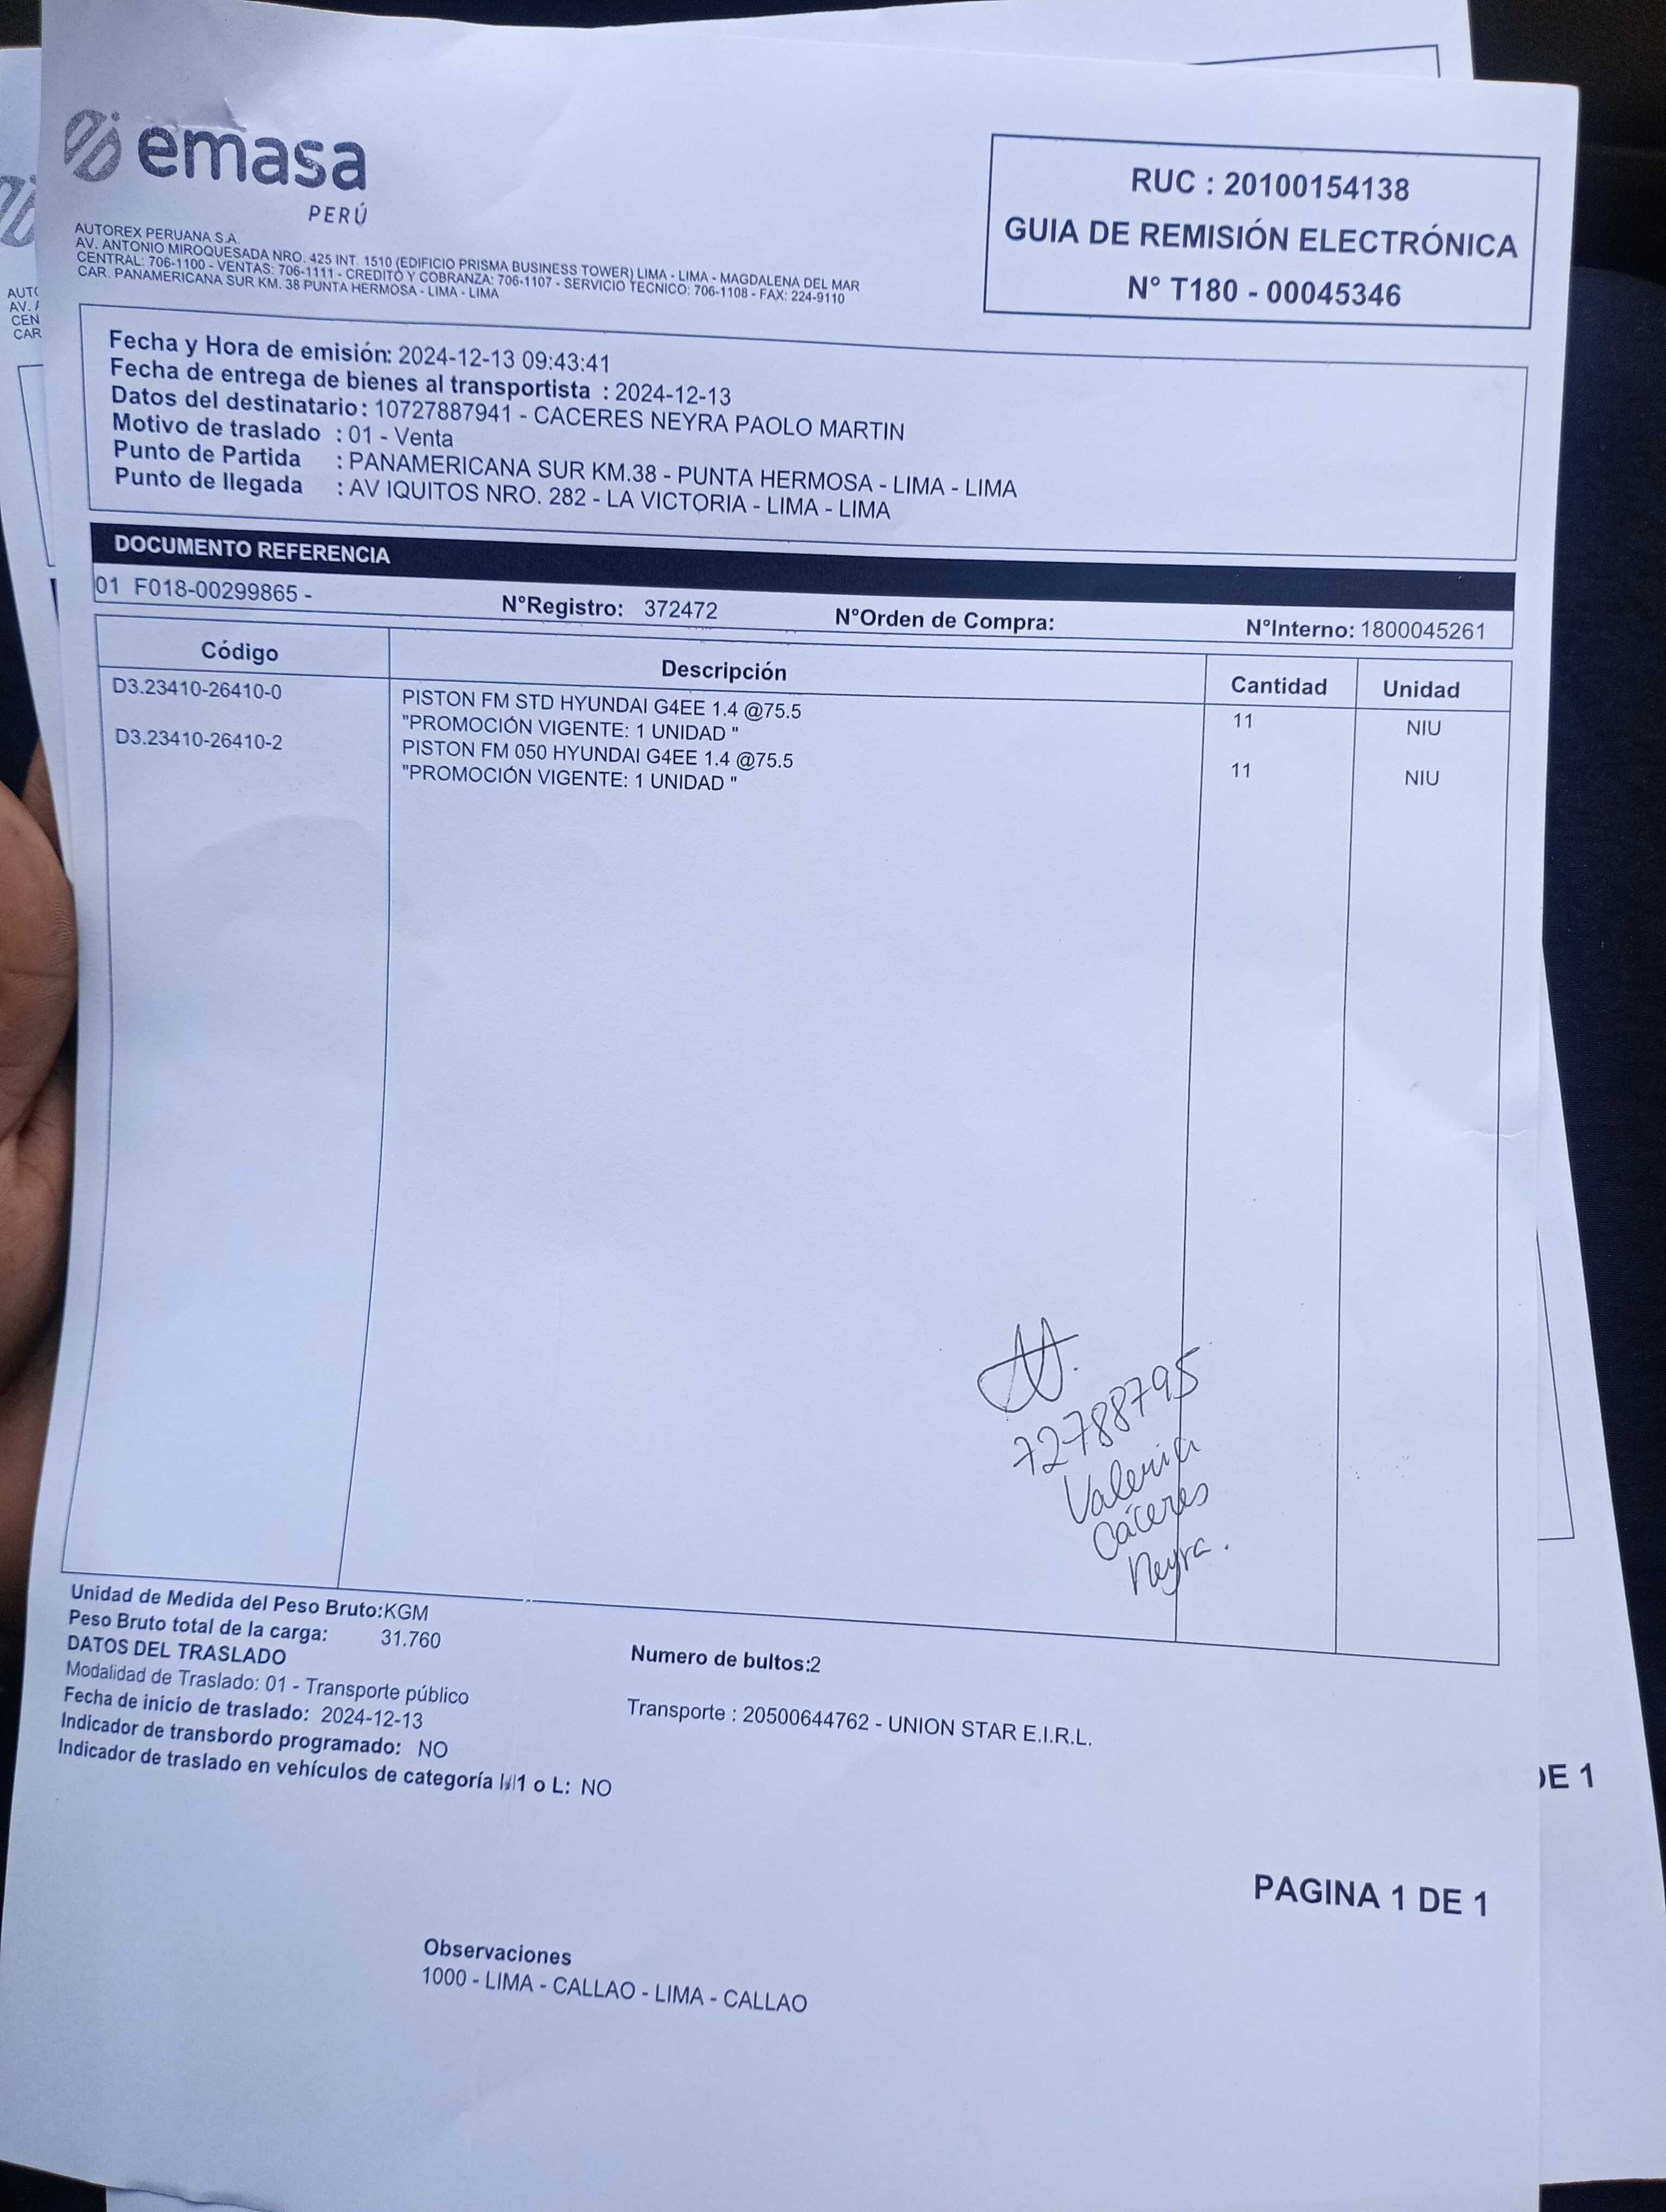 emasa
PERÚ
AUTOREX PERUANA S.A.
AV. ANTONIO MIROQUESADA NRO. 425 INT. 1510 (EDIFICIO PRISMA BUSINESS TOWER) LIMA - LIMA - MAGDALENA DEL MAR
CENTRAL: 706-1100 - VENTAS: 706-1111 - CREDITO Y COBRANZA: 706-1107 - SERVICIO TECNICO: 706-1108 - FAX: 224-9110
CAR. PANAMERICANA SUR KM. 38 PUNTA HERMOSA - LIMA - LIMA
RUC : 20100154138
GUIA DE REMISIÓN ELECTRÓNICA
N° T180 - 00045346
Fecha y Hora de emisión: 2024-12-13 09:43:41
Fecha de entrega de bienes al transportista : 2024-12-13
Datos del destinatario: 10727887941 - CACERES NEYRA PAOLO MARTIN
Motivo de traslado : 01 - Venta
Punto de Partida : PANAMERICANA SUR KM.38 - PUNTA HERMOSA - LIMA - LIMA
Punto de llegada : AV IQUITOS NRO. 282 - LA VICTORIA - LIMA - LIMA
DOCUMENTO REFERENCIA
01 F018-00299865 - N°Registro: 372472 N°Orden de Compra: N°Interno: 1800045261
Código Descripción Cantidad Unidad
D3.23410-26410-0 PISTON FM STD HYUNDAI G4EE 1.4 @75.5 11 NIU
"PROMOCIÓN VIGENTE: 1 UNIDAD "
D3.23410-26410-2 PISTON FM 050 HYUNDAI G4EE 1.4 @75.5 11 NIU
"PROMOCIÓN VIGENTE: 1 UNIDAD "
72788795
Valeria
Cáceres
Neyra.
Unidad de Medida del Peso Bruto:KGM
Peso Bruto total de la carga: 31.760
Numero de bultos:2
DATOS DEL TRASLADO
Modalidad de Traslado: 01 - Transporte público
Transporte : 20500644762 - UNION STAR E.I.R.L.
Fecha de inicio de traslado: 2024-12-13
Indicador de transbordo programado: NO
Indicador de traslado en vehículos de categoría M1 o L: NO
PAGINA 1 DE 1
Observaciones
1000 - LIMA - CALLAO - LIMA - CALLAO
AV.
CEN
CAR
DE 1